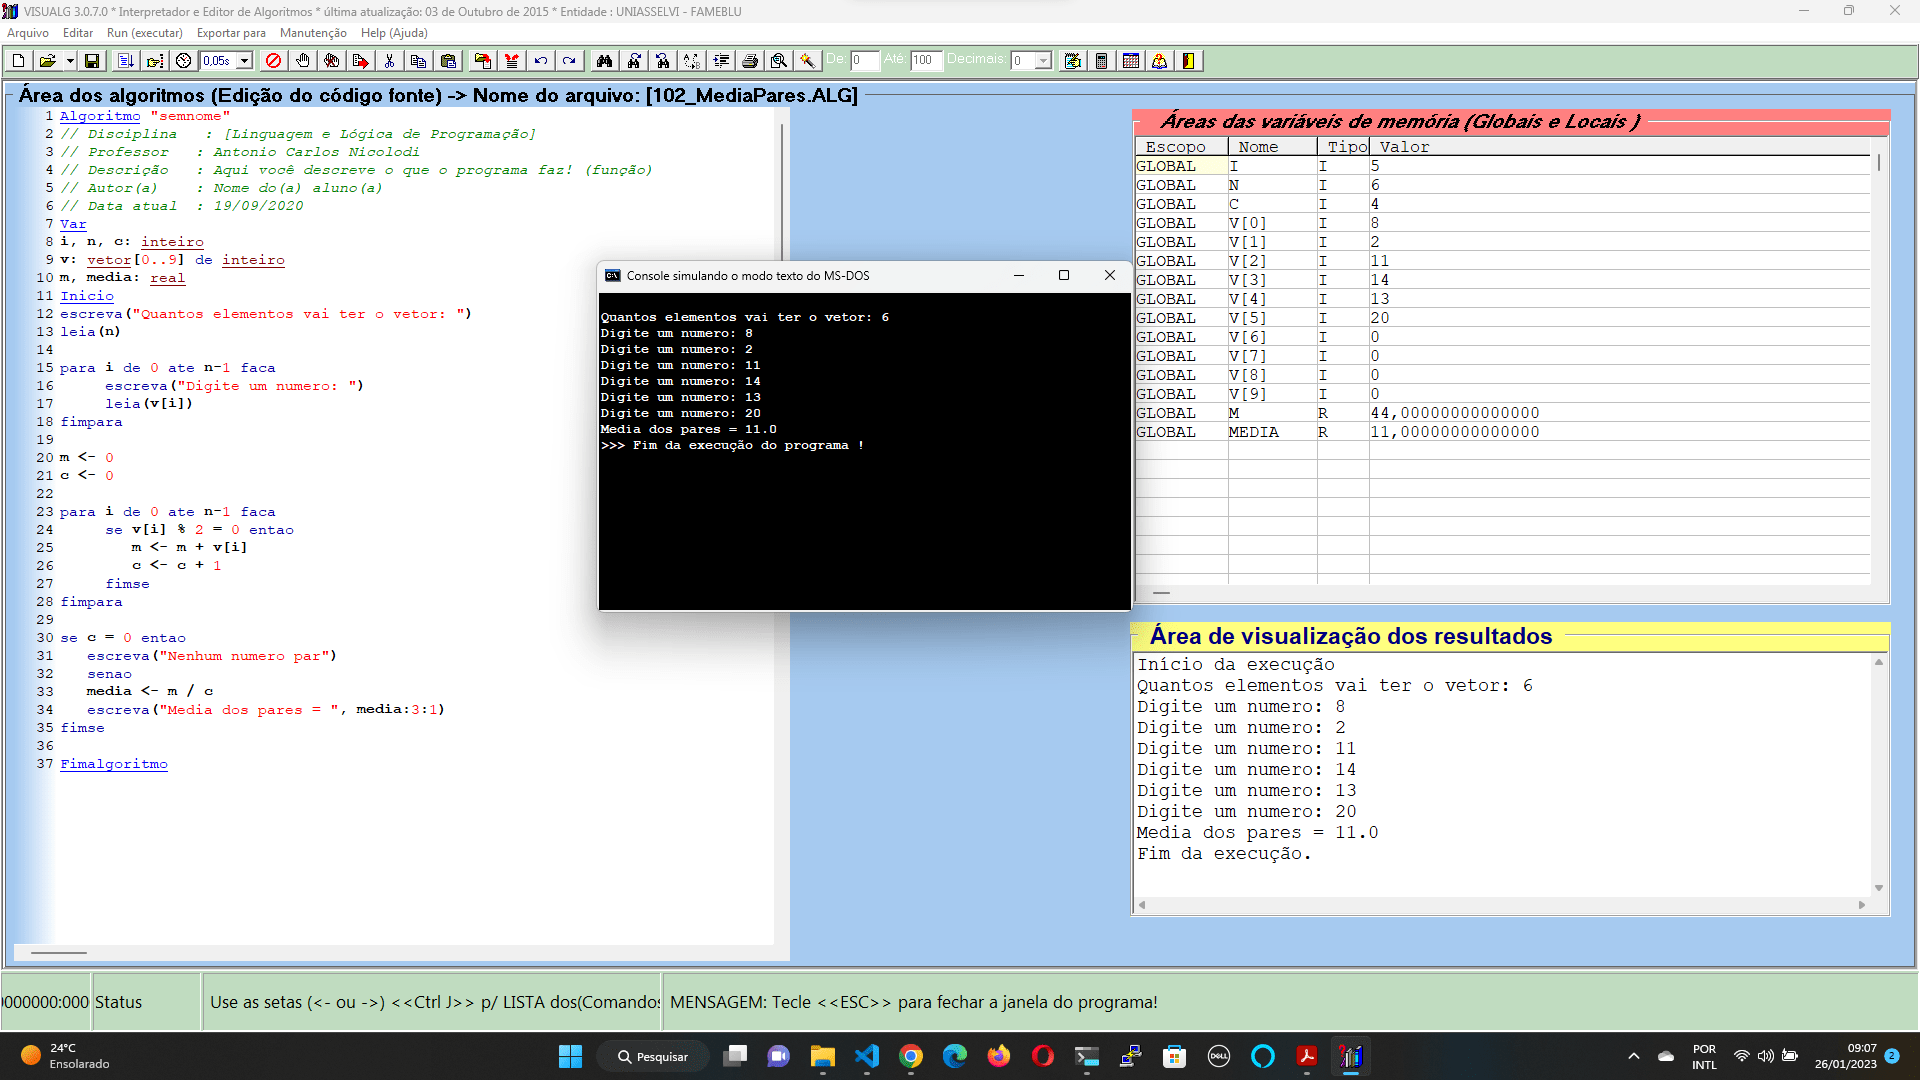 VISUALG 3.0.7.0 * Interpretador e Editor de Algoritmos * última atualização: 03 de Outubro de 2015 * Entidade : UNIASSELVI - FAMEBLU
Arquivo Editar Run (executar) Exportar para Manutenção Help (Ajuda)
0,05s De: 0 Até: 100 Decimais: 0
Área dos algoritmos (Edição do código fonte) -> Nome do arquivo: [102_MediaPares.ALG]
1 Algoritmo "semnome"
2 // Disciplina : [Linguagem e Lógica de Programação]
3 // Professor : Antonio Carlos Nicolodi
4 // Descrição : Aqui você descreve o que o programa faz! (função)
5 // Autor(a) : Nome do(a) aluno(a)
6 // Data atual : 19/09/2020
7 Var
8 i, n, c: inteiro
9 v: vetor[0..9] de inteiro
10 m, media: real
11 Inicio
12 escreva("Quantos elementos vai ter o vetor: ")
13 leia(n)
14
15 para i de 0 ate n-1 faca
16 escreva("Digite um numero: ")
17 leia(v[i])
18 fimpara
19
20 m <- 0
21 c <- 0
22
23 para i de 0 ate n-1 faca
24 se v[i] % 2 = 0 entao
25 m <- m + v[i]
26 c <- c + 1
27 fimse
28 fimpara
29
30 se c = 0 entao
31 escreva("Nenhum numero par")
32 senao
33 media <- m / c
34 escreva("Media dos pares = ", media:3:1)
35 fimse
36
37 Fimalgoritmo
Console simulando o modo texto do MS-DOS
Quantos elementos vai ter o vetor: 6
Digite um numero: 8
Digite um numero: 2
Digite um numero: 11
Digite um numero: 14
Digite um numero: 13
Digite um numero: 20
Media dos pares = 11.0
>>> Fim da execução do programa !
Áreas das variáveis de memória (Globais e Locais )
Escopo Nome Tipo Valor
GLOBAL I I 5
GLOBAL N I 6
GLOBAL C I 4
GLOBAL V[0] I 8
GLOBAL V[1] I 2
GLOBAL V[2] I 11
GLOBAL V[3] I 14
GLOBAL V[4] I 13
GLOBAL V[5] I 20
GLOBAL V[6] I 0
GLOBAL V[7] I 0
GLOBAL V[8] I 0
GLOBAL V[9] I 0
GLOBAL M R 44,00000000000000
GLOBAL MEDIA R 11,00000000000000
Área de visualização dos resultados
Início da execução
Quantos elementos vai ter o vetor: 6
Digite um numero: 8
Digite um numero: 2
Digite um numero: 11
Digite um numero: 14
Digite um numero: 13
Digite um numero: 20
Media dos pares = 11.0
Fim da execução.
0000000:000 Status Use as setas (<- ou ->) <<Ctrl J>> p/ LISTA dos(Comandos MENSAGEM: Tecle <<ESC>> para fechar a janela do programa!
24°C
Ensolarado
Pesquisar
DELL
POR
INTL
09:07
26/01/2023
2